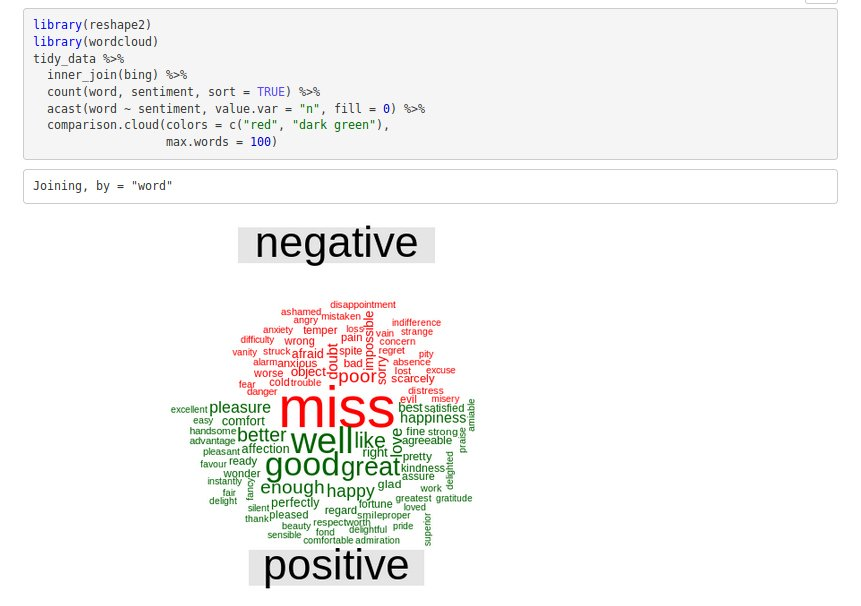 library(reshape2)
library(wordcloud)
tidy_data %>%
  inner_join(bing) %>%
  count(word, sentiment, sort = TRUE) %>%
  acast(word ~ sentiment, value.var = "n", fill = 0) %>%
  comparison.cloud(colors = c("red", "dark green"),
                   max.words = 100)
Joining, by = "word"
negative
disappointment
ashamed
angry
mistaken
impossible
indifference
anxiety
temper
loss
vain
strange
difficulty
wrong
pain
concern
vanity
struck
afraid
doubt
spite
regret
pity
alarm
anxious
bad
sorry
absence
worse
object
poor
lost
excuse
fear
cold
trouble
scarcely
danger
distress
miss
evil
misery
excellent
pleasure
best
satisfied
amiable
easy
comfort
happiness
handsome
better
well
like
love
fine
strong
praise
advantage
affection
agreeable
pleasant
right
pretty
favour
ready
good
great
kindness
delighted
wonder
assure
instantly
fancy
enough
happy
glad
work
fair
greatest
gratitude
delight
perfectly
fortune
loved
silent
regard
smile
proper
thank
pleased
superior
beauty
respect
worth
pride
sensible
fond
delightful
comfortable
admiration
positive